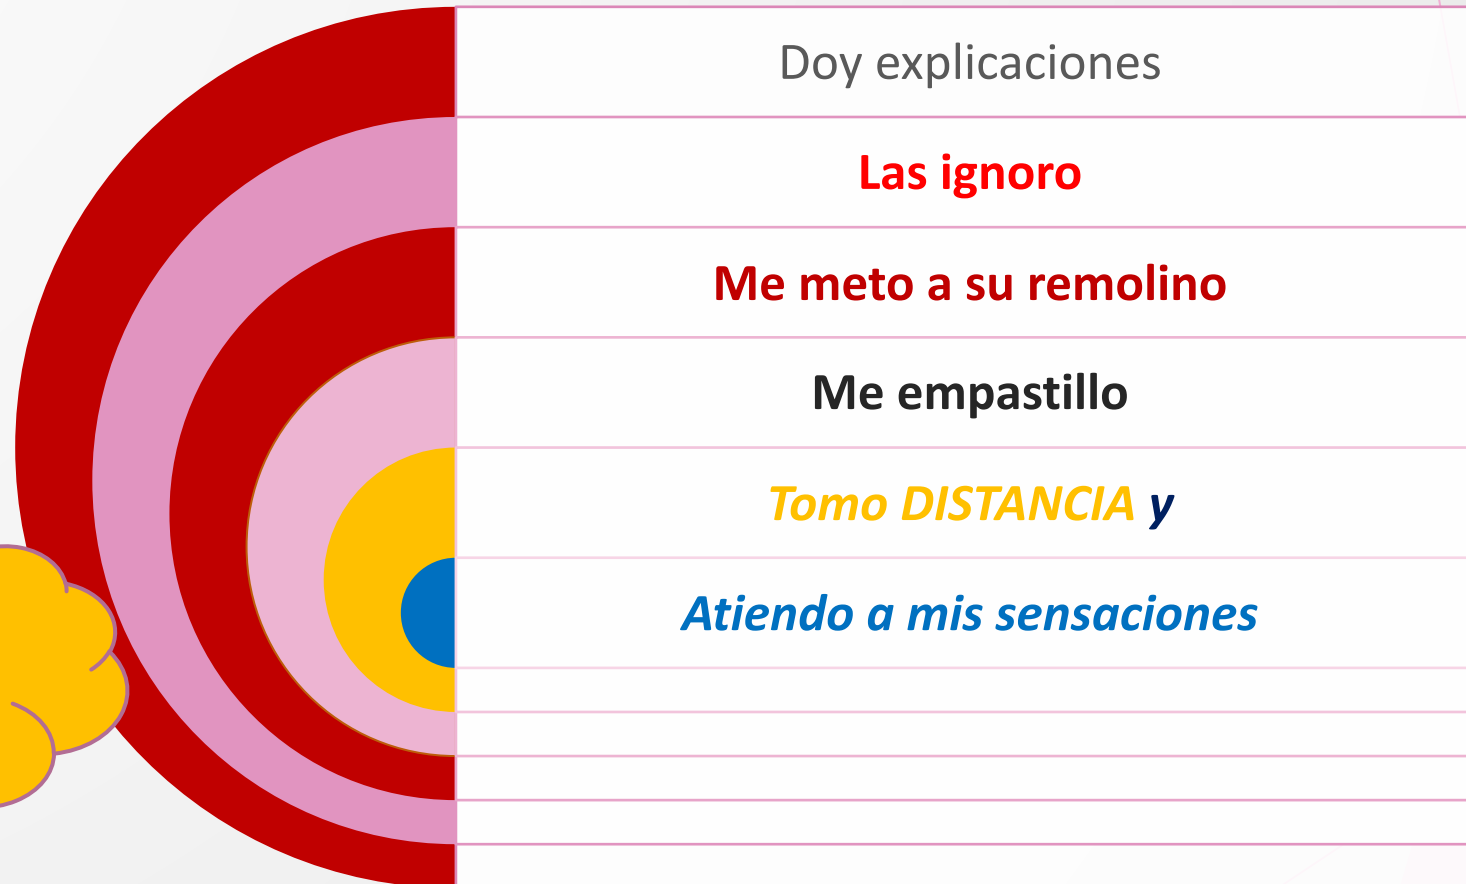 Doy explicaciones
Las ignoro
Me meto a su remolino
Me empastillo
Tomo DISTANCIA y
Atiendo a mis sensaciones